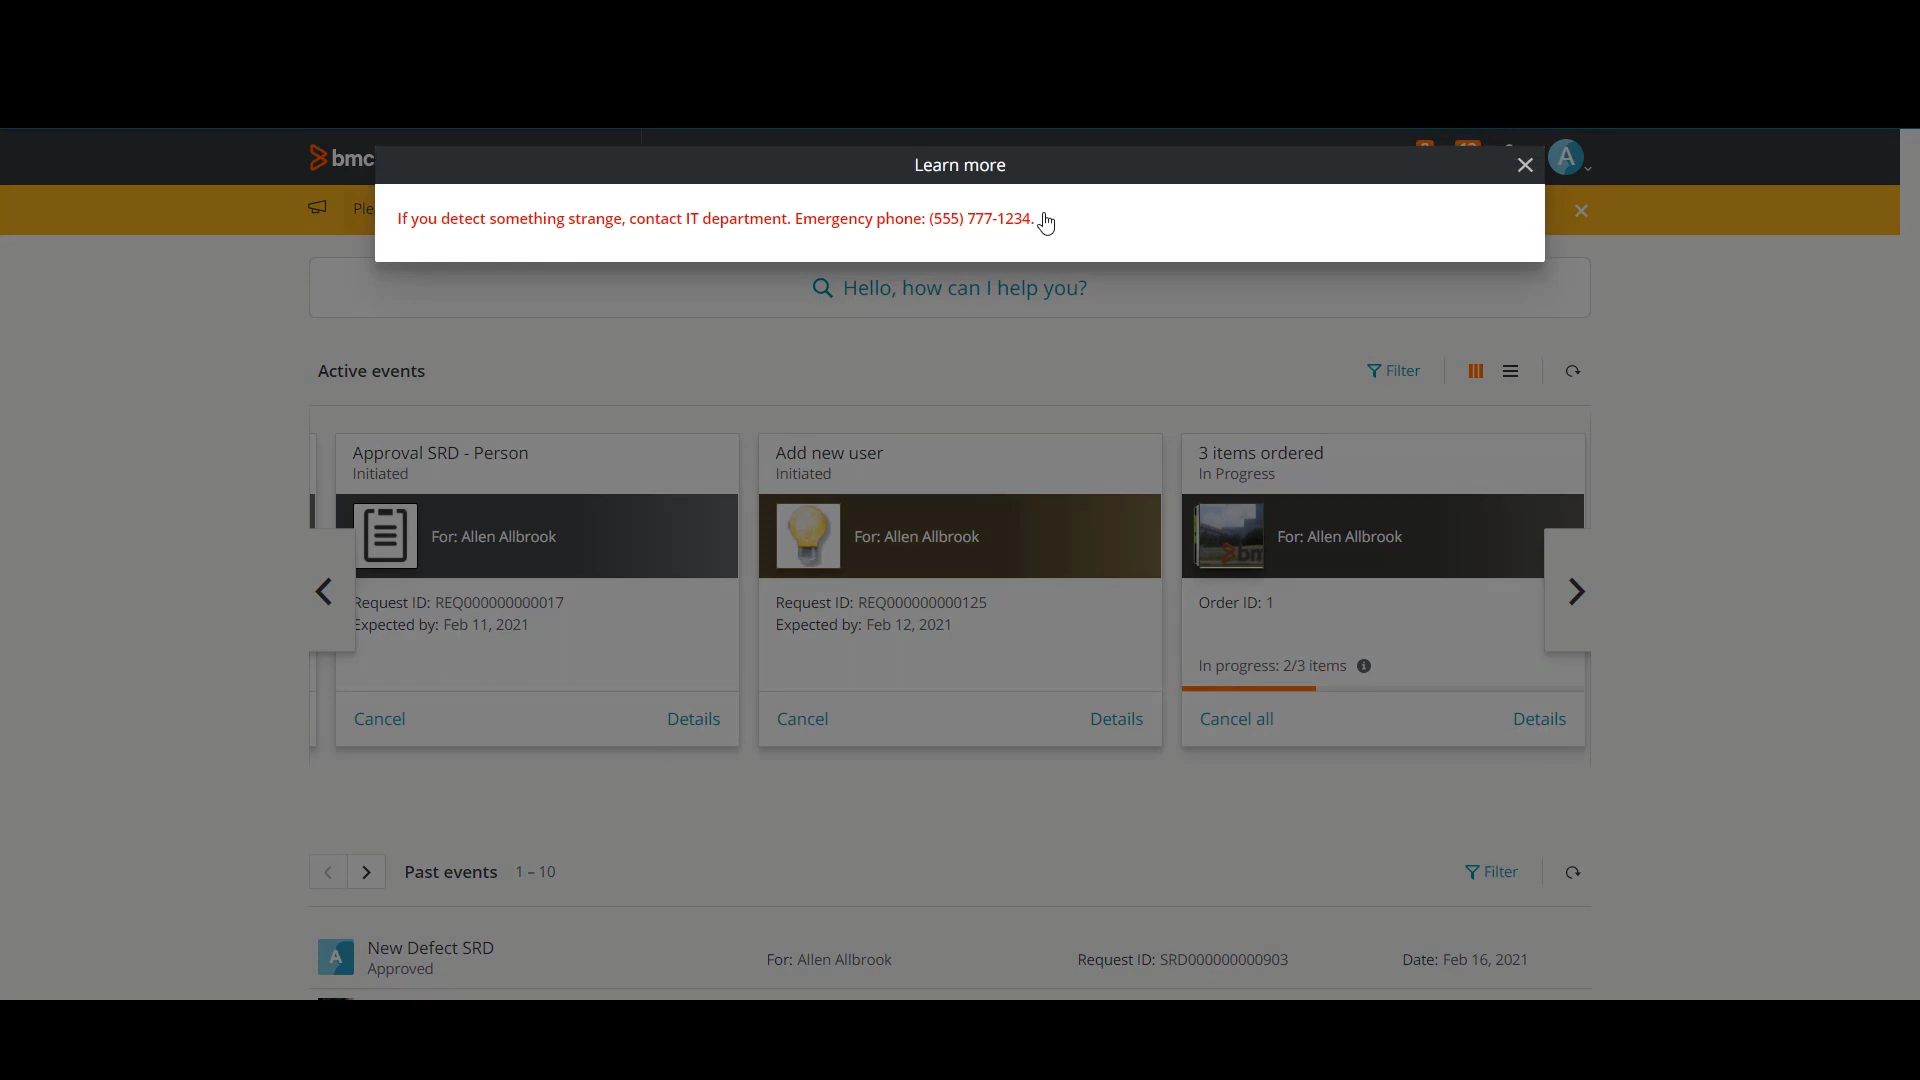 bmc
Learn more
A
Ple
If you detect something strange, contact IT department. Emergency phone: (555) 777-1234.
Hello, how can I help you?
Active events
Filter
Approval SRD - Person
Initiated
For: Allen Allbrook
Request ID: REQ000000000017
Expected by: Feb 11, 2021
Cancel
Details
Add new user
Initiated
For: Allen Allbrook
Request ID: REQ000000000125
Expected by: Feb 12, 2021
Cancel
Details
3 items ordered
In Progress
For: Allen Allbrook
Order ID: 1
In progress: 2/3 items
Cancel all
Details
Past events 1 – 10
Filter
A
New Defect SRD
Approved
For: Allen Allbrook
Request ID: SRD000000000903
Date: Feb 16, 2021